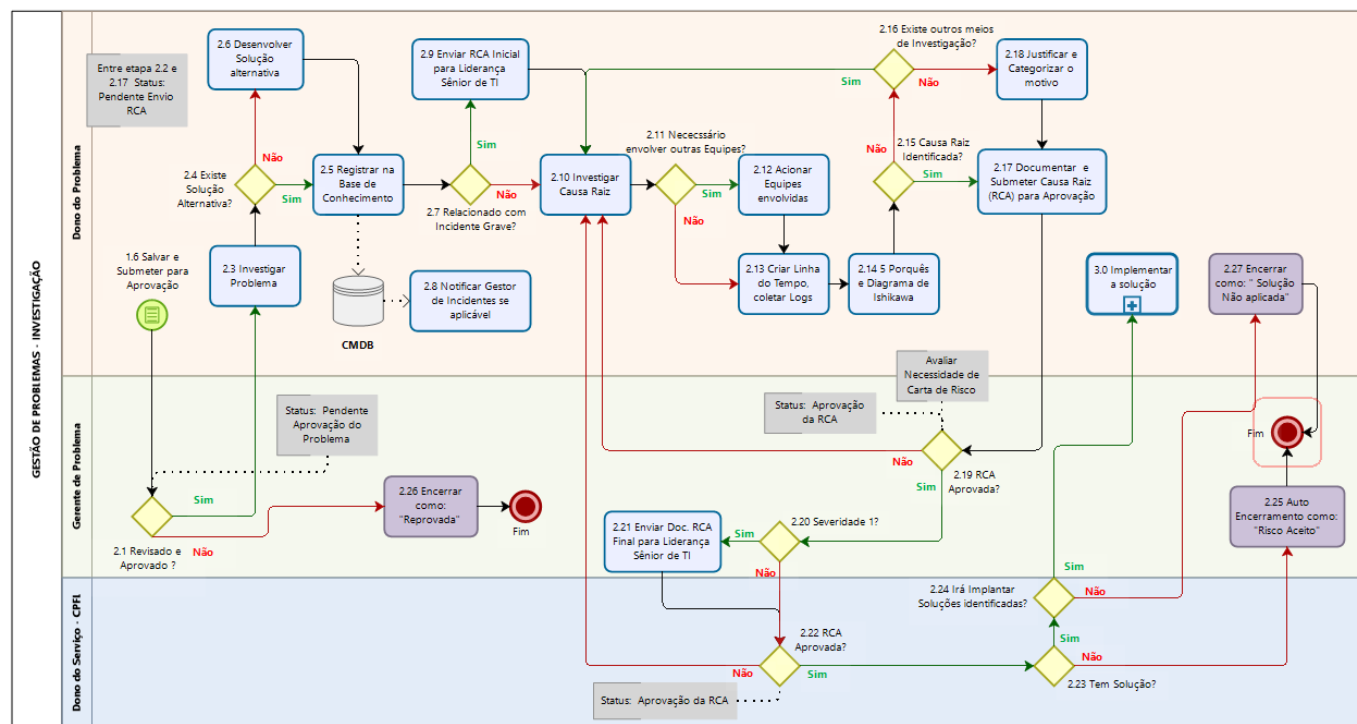 GESTÃO DE PROBLEMAS - INVESTIGAÇÃO
Dono do Problema
Entre etapa 2.2 e
2.17 Status:
Pendente Envio
RCA
2.6 Desenvolver
Solução
alternativa
2.9 Enviar RCA Inicial
para Liderança
Sênior de TI
2.16 Existe outros meios
de Investigação?
2.18 Justificar e
Categorizar o
motivo
Sim
Não
Não
Sim
2.11 Nececssário
envolver outras Equipes?
2.15 Causa Raiz
Identificada?
Não
2.4 Existe
Solução
Alternativa?
Sim
2.5 Registrar na
Base de
Conhecimento
Não
2.7 Relacionado com
Incidente Grave?
2.10 Investigar
Causa Raiz
Sim
Não
2.12 Acionar
Equipes
envolvidas
Sim
2.17 Documentar e
Submeter Causa Raiz
(RCA) para Aprovação
1.6 Salvar e
Submeter para
Aprovação
2.3 Investigar
Problema
CMDB
2.8 Notificar Gestor
de Incidentes se
aplicável
2.13 Criar Linha
do Tempo,
coletar Logs
2.14 5 Porquês
e Diagrama de
Ishikawa
3.0 Implementar
a solução
2.27 Encerrar
como: " Solução
Não aplicada"
Gerente de Problema
Avaliar
Necessidade de
Carta de Risco
Status: Aprovação
da RCA
Status: Pendente
Aprovação do
Problema
Não
2.19 RCA
Aprovada?
Sim
Fim
Sim
2.26 Encerrar
como:
"Reprovada"
Fim
2.1 Revisado e
Aprovado ?
Não
2.21 Enviar Doc. RCA
Final para Liderança
Sênior de TI
Sim
2.20 Severidade 1?
Não
2.25 Auto
Encerramento como:
"Risco Aceito"
Sim
Dono do Serviço - CPFL
2.24 Irá Implantar
Soluções identificadas?
Não
2.22 RCA
Aprovada?
Não
Sim
Sim
Não
2.23 Tem Solução?
Status: Aprovação da RCA